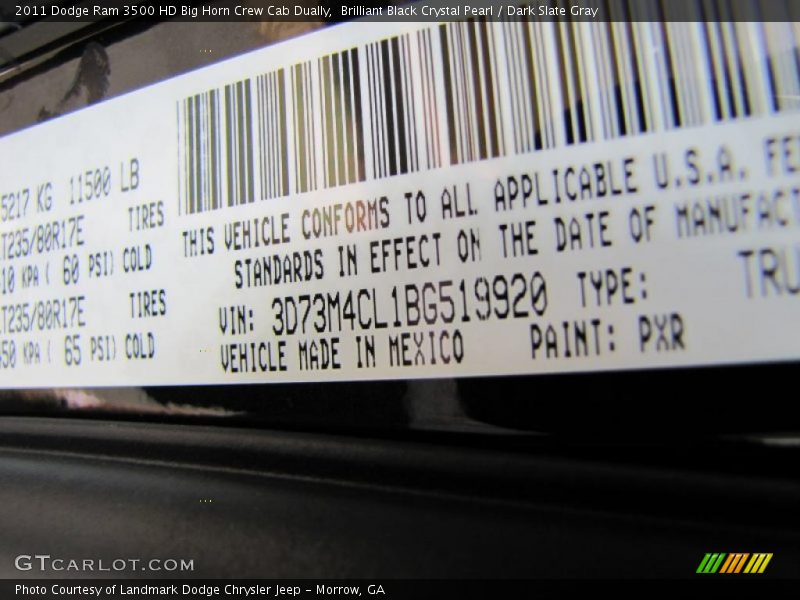 2011 Dodge Ram 3500 HD Big Horn Crew Cab Dually, Brilliant Black Crystal Pearl / Dark Slate Gray
5217 KG 11500 LB
T235/80R17E TIRES
10 KPA ( 60 PSI) COLD
T235/80R17E TIRES
50 KPA ( 65 PSI) COLD
THIS VEHICLE CONFORMS TO ALL APPLICABLE U.S.A. FE
STANDARDS IN EFFECT ON THE DATE OF MANUFACT
VIN: 3D73M4CL1BG519920 TYPE: TRU
VEHICLE MADE IN MEXICO PAINT: PXR
GTCARLOT.COM
Photo Courtesy of Landmark Dodge Chrysler Jeep - Morrow, GA